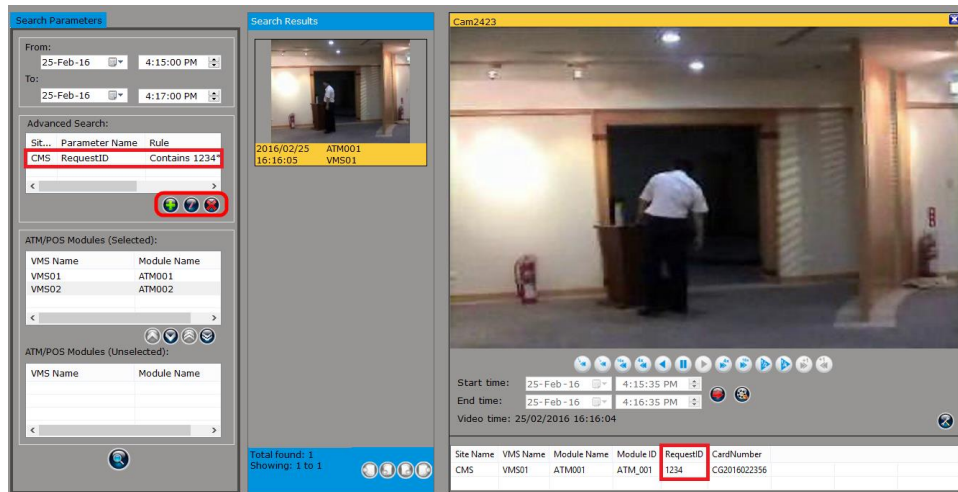 Search Parameters
From:
25-Feb-16 4:15:00 PM
To:
25-Feb-16 4:17:00 PM
Advanced Search:
Sit... Parameter Name Rule
CMS RequestID Contains 1234*
ATM/POS Modules (Selected):
VMS Name Module Name
VMS01 ATM001
VMS02 ATM002
ATM/POS Modules (Unselected):
VMS Name Module Name
Search Results
2016/02/25 ATM001
16:16:05 VMS01
Total found: 1
Showing: 1 to 1
Cam2423
Start time: 25-Feb-16 4:15:35 PM
End time: 25-Feb-16 4:16:35 PM
Video time: 25/02/2016 16:16:04
Site Name VMS Name Module Name Module ID RequestID CardNumber
CMS VMS01 ATM001 ATM_001 1234 CG2016022356